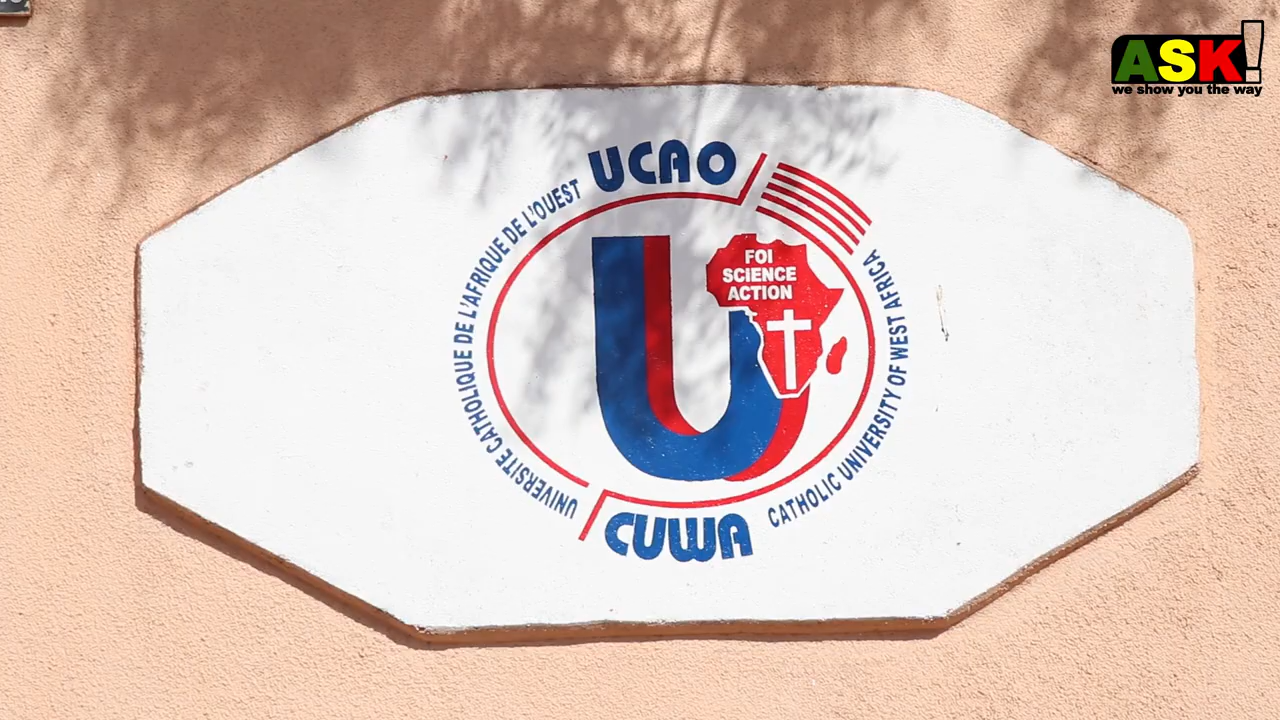 ASK!
we show you the way
UCAO
UNIVERSITE CATHOLIQUE DE L'AFRIQUE DE L'OUEST
FOI
SCIENCE
ACTION
CATHOLIC UNIVERSITY OF WEST AFRICA
CUWA